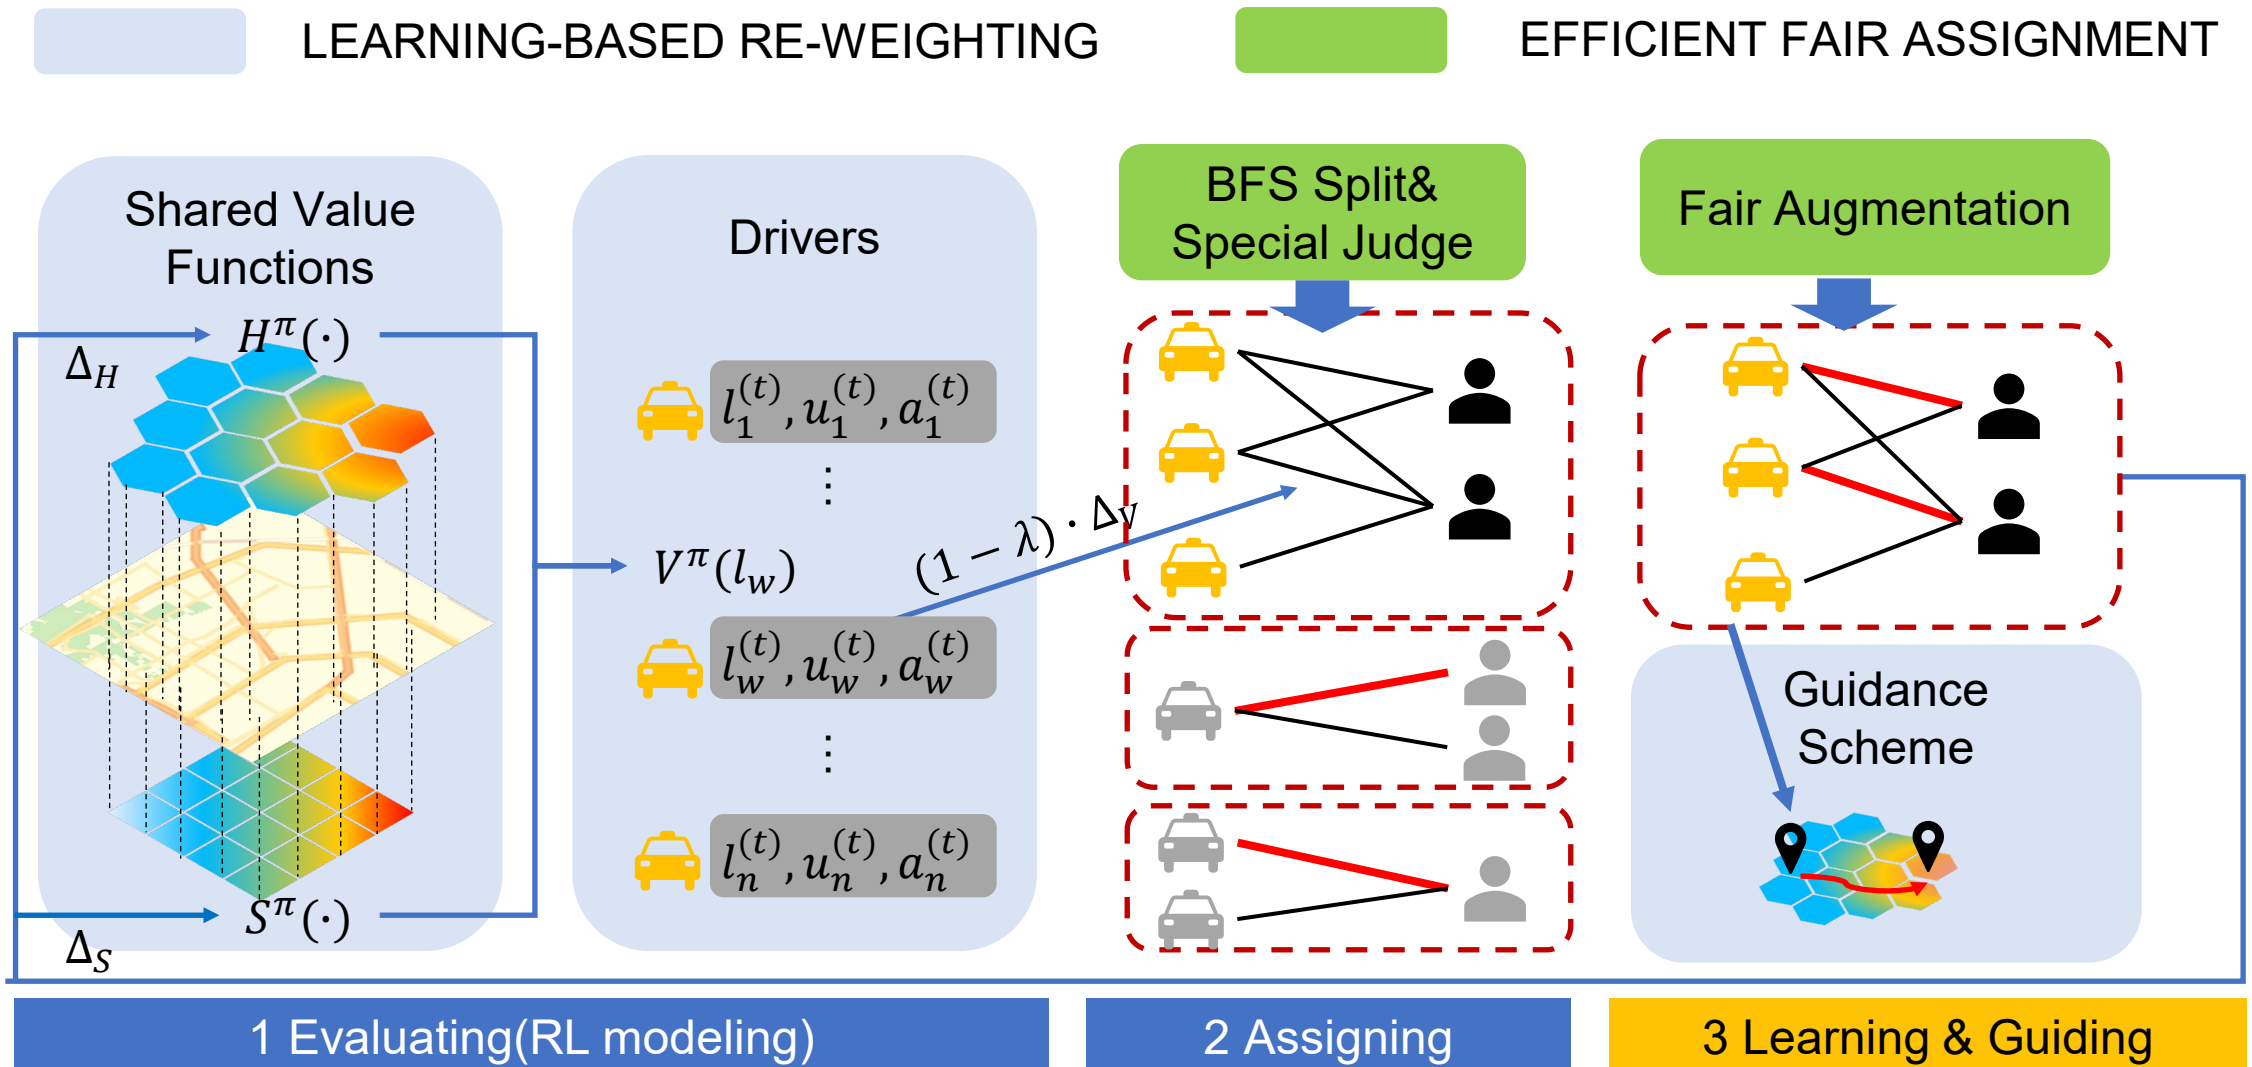 LEARNING-BASED RE-WEIGHTING
EFFICIENT FAIR ASSIGNMENT
Shared Value
Functions
H^π(·)
Δ_H
S^π(·)
Δ_S
Drivers
l_1^(t), u_1^(t), a_1^(t)
⋮
V^π(l_w)
l_w^(t), u_w^(t), a_w^(t)
⋮
l_n^(t), u_n^(t), a_n^(t)
(1 − λ) · Δ_V
BFS Split&
Special Judge
Fair Augmentation
Guidance
Scheme
1 Evaluating(RL modeling)
2 Assigning
3 Learning & Guiding